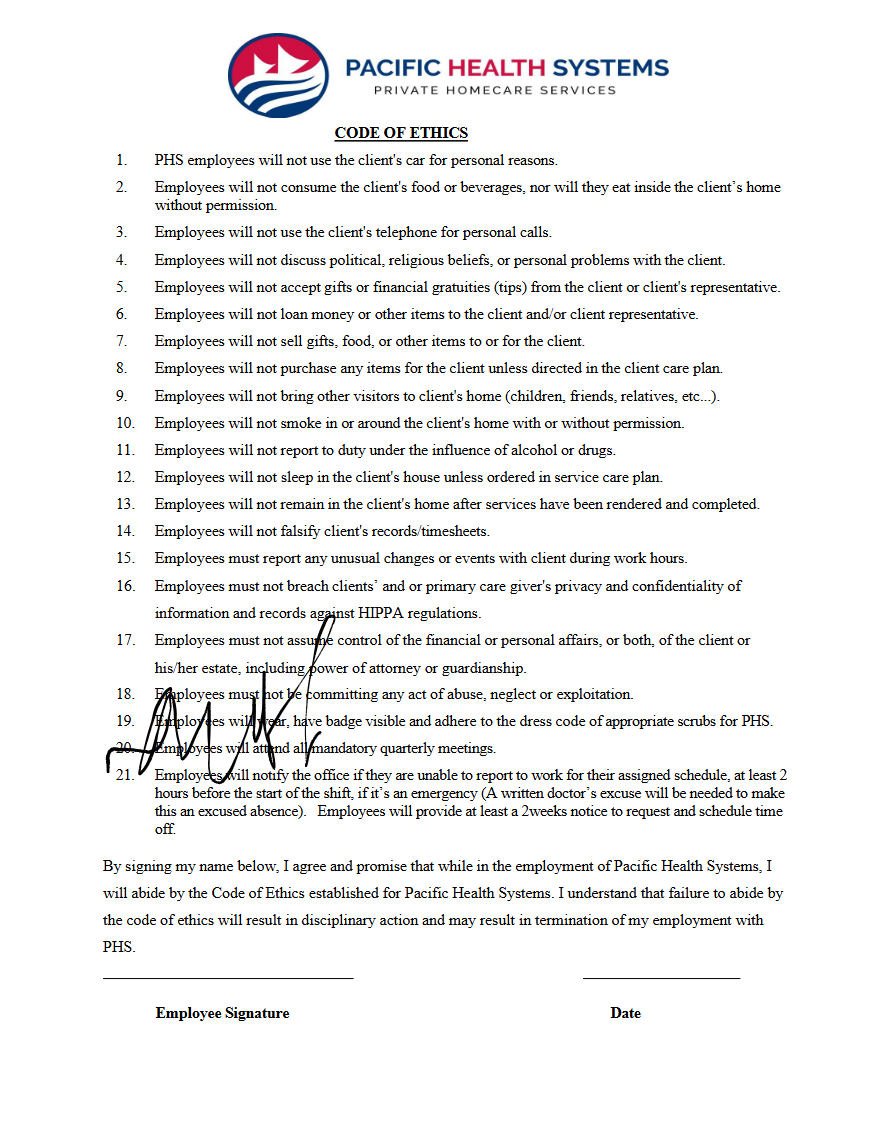 PACIFIC HEALTH SYSTEMS
PRIVATE HOMECARE SERVICES
CODE OF ETHICS
1. PHS employees will not use the client's car for personal reasons.
2. Employees will not consume the client's food or beverages, nor will they eat inside the client’s home
without permission.
3. Employees will not use the client's telephone for personal calls.
4. Employees will not discuss political, religious beliefs, or personal problems with the client.
5. Employees will not accept gifts or financial gratuities (tips) from the client or client's representative.
6. Employees will not loan money or other items to the client and/or client representative.
7. Employees will not sell gifts, food, or other items to or for the client.
8. Employees will not purchase any items for the client unless directed in the client care plan.
9. Employees will not bring other visitors to client's home (children, friends, relatives, etc...).
10. Employees will not smoke in or around the client's home with or without permission.
11. Employees will not report to duty under the influence of alcohol or drugs.
12. Employees will not sleep in the client's house unless ordered in service care plan.
13. Employees will not remain in the client's home after services have been rendered and completed.
14. Employees will not falsify client's records/timesheets.
15. Employees must report any unusual changes or events with client during work hours.
16. Employees must not breach clients’ and or primary care giver's privacy and confidentiality of
information and records against HIPPA regulations.
17. Employees must not assume control of the financial or personal affairs, or both, of the client or
his/her estate, including power of attorney or guardianship.
18. Employees must not be committing any act of abuse, neglect or exploitation.
19. Employees will wear, have badge visible and adhere to the dress code of appropriate scrubs for PHS.
20. Employees will attend all mandatory quarterly meetings.
21. Employees will notify the office if they are unable to report to work for their assigned schedule, at least 2
hours before the start of the shift, if it’s an emergency (A written doctor’s excuse will be needed to make
this an excused absence). Employees will provide at least a 2weeks notice to request and schedule time
off.
By signing my name below, I agree and promise that while in the employment of Pacific Health Systems, I
will abide by the Code of Ethics established for Pacific Health Systems. I understand that failure to abide by
the code of ethics will result in disciplinary action and may result in termination of my employment with
PHS.
Employee Signature Date